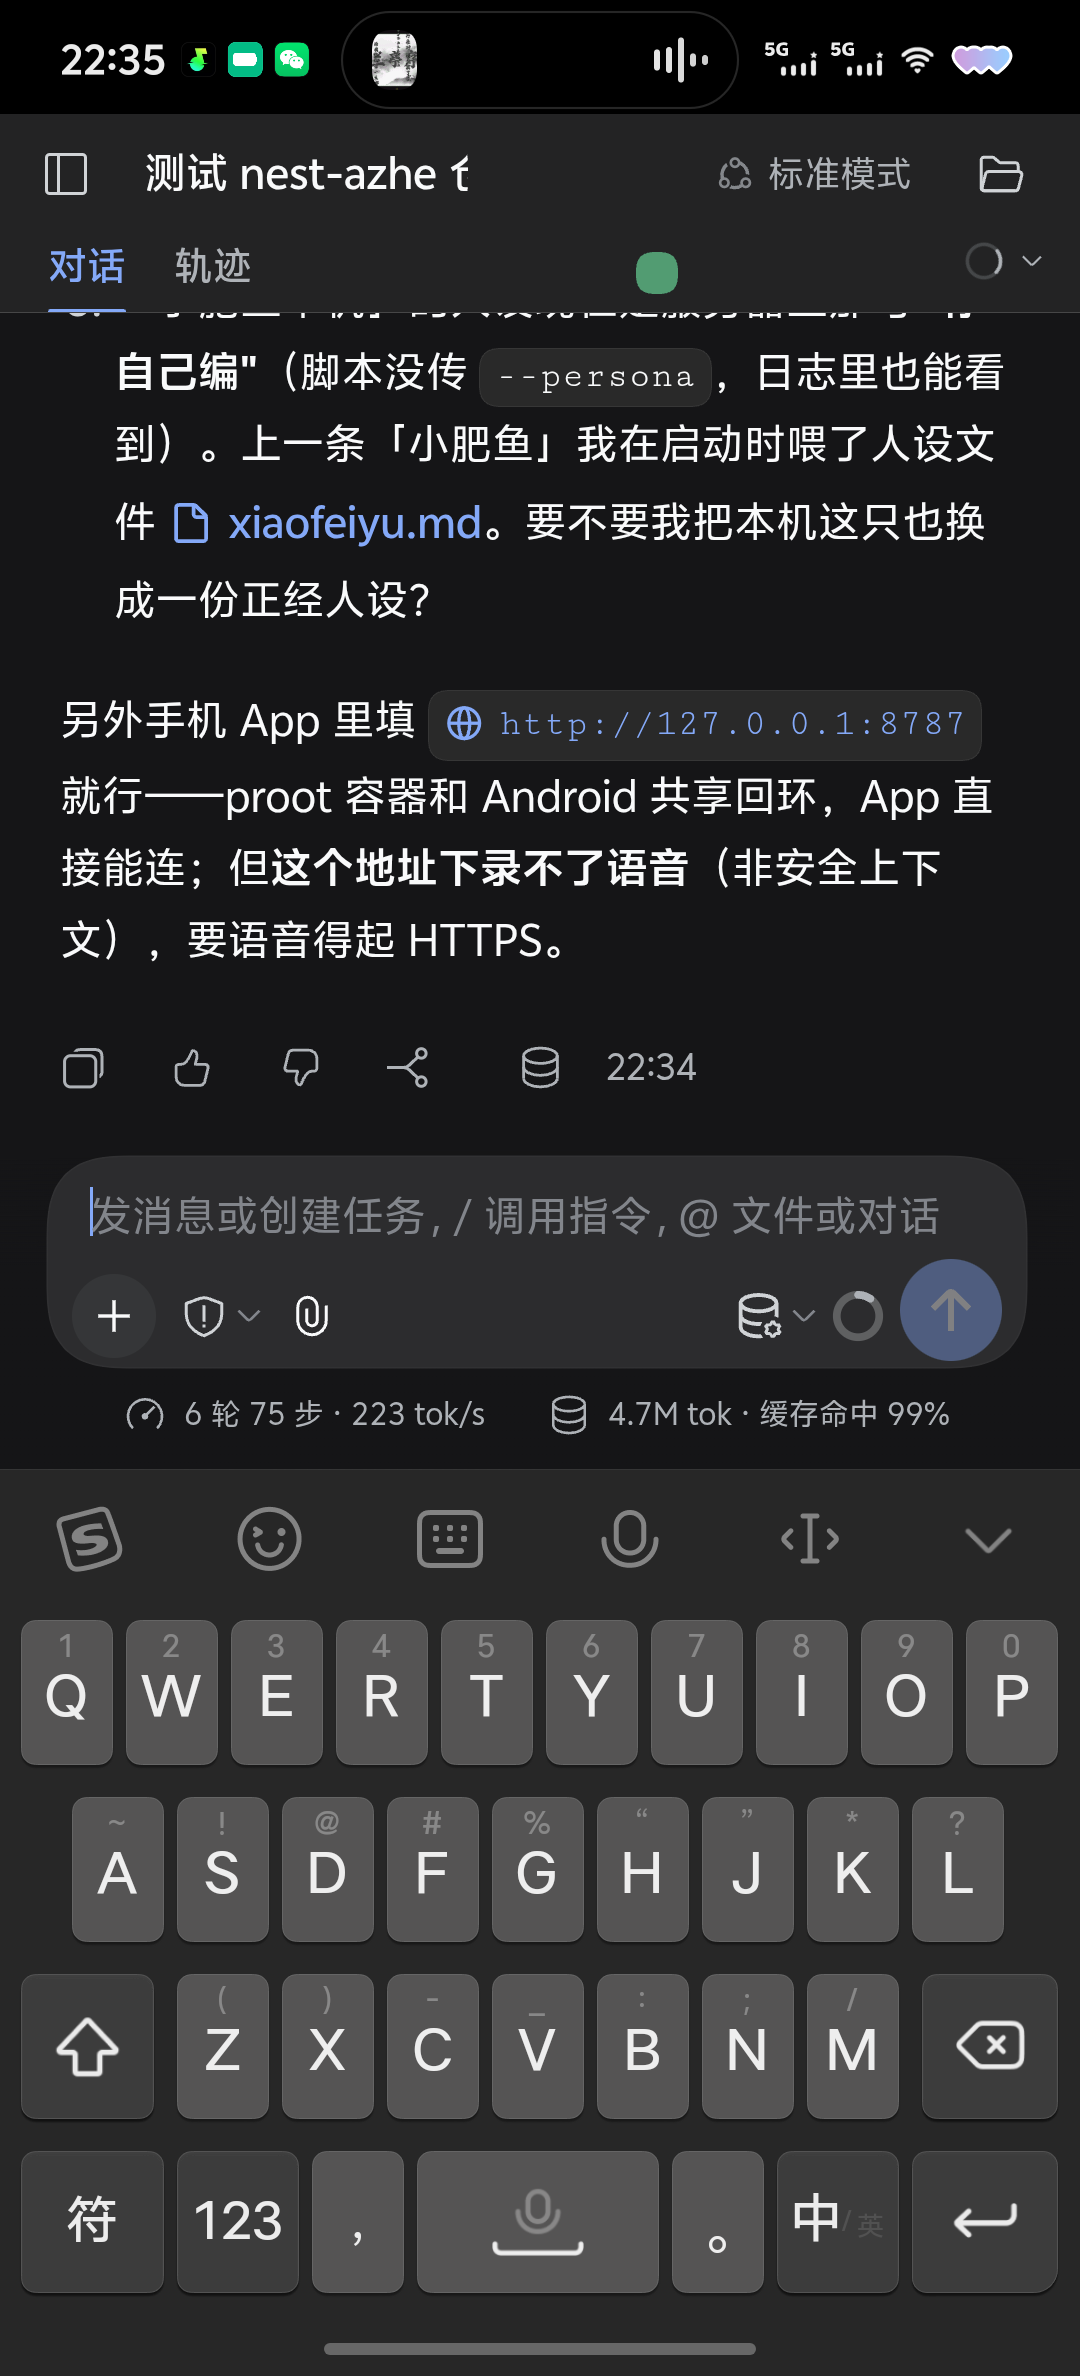 22:35
5G
5G
测试 nest-azhe
标准模式
对话
轨迹
自己编"（脚本没传 --persona，日志里也能看
到）。上一条「小肥鱼」我在启动时喂了人设文
件 xiaofeiyu.md。要不要我把本机这只也换
成一份正经人设？
另外手机 App 里填 http://127.0.0.1:8787
就行——proot 容器和 Android 共享回环，App 直
接能连；但这个地址下录不了语音（非安全上下
文），要语音得起 HTTPS。
22:34
发消息或创建任务, / 调用指令, @ 文件或对话
6 轮 75 步 · 223 tok/s
4.7M tok · 缓存命中 99%
1 2 3 4 5 6 7 8 9 0
Q W E R T Y U I O P
~ ! @ # % “ ” * ?
A S D F G H J K L
( ) - _ : ; /
Z X C V B N M
符 123 ， 。 中/英